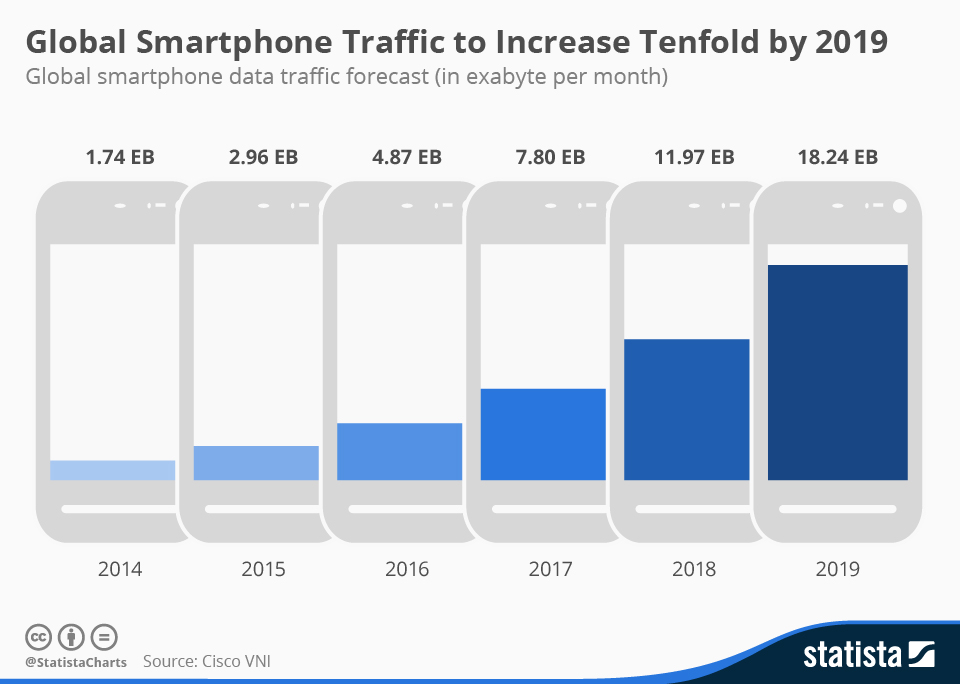 Global Smartphone Traffic to Increase Tenfold by 2019
Global smartphone data traffic forecast (in exabyte per month)
1.74 EB 2.96 EB 4.87 EB 7.80 EB 11.97 EB 18.24 EB
2014 2015 2016 2017 2018 2019
cc
@StatistaCharts Source: Cisco VNI
statista